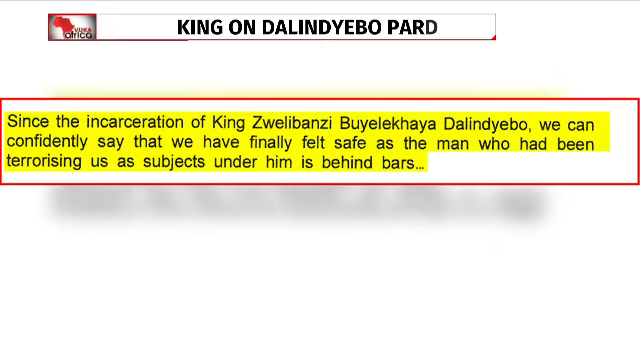 VUKA
africa
KING ON DALINDYEBO PARD
Since the incarceration of King Zwelibanzi Buyelekhaya Dalindyebo, we can
confidently say that we have finally felt safe as the man who had been
terrorising us as subjects under him is behind bars…